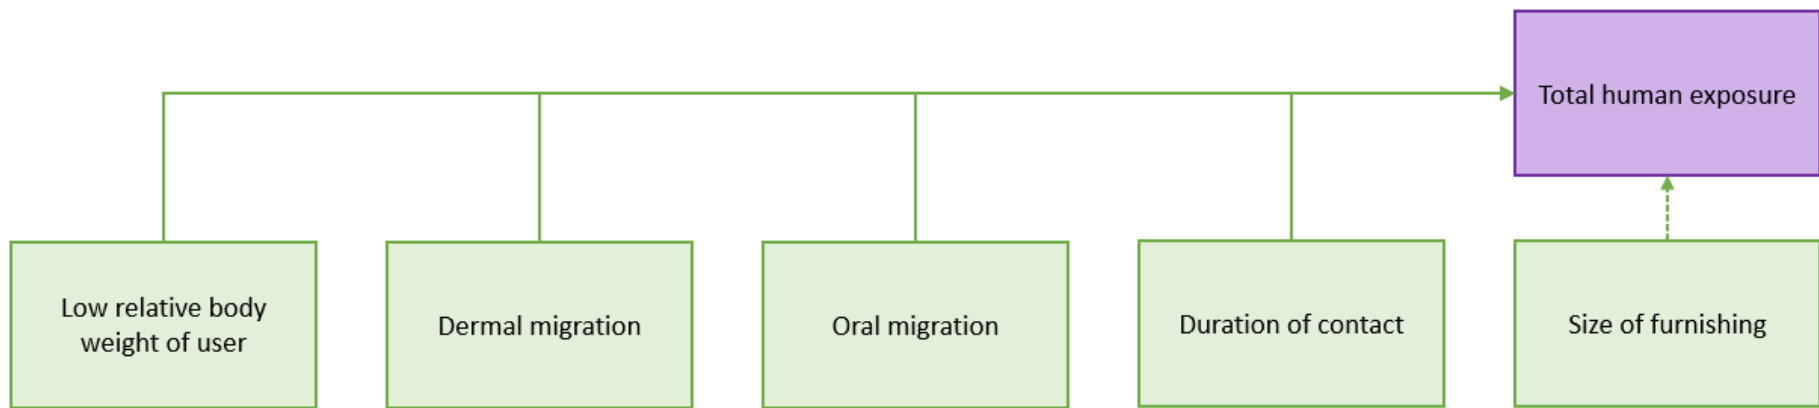 Total human exposure
Low relative body
weight of user
Dermal migration
Oral migration
Duration of contact
Size of furnishing